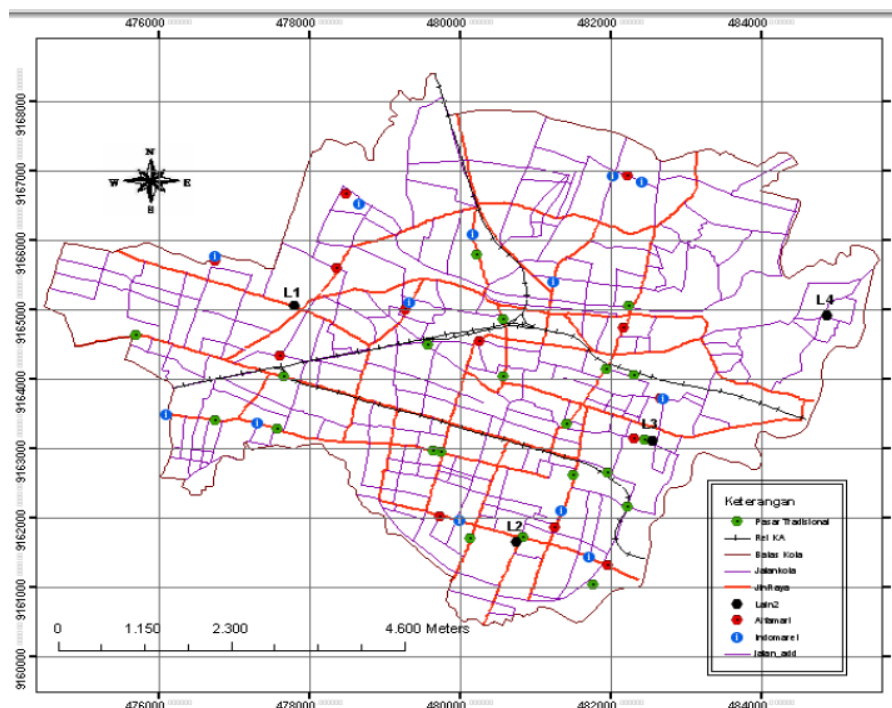 476000 478000 480000 482000 484000
9168000
9167000
9166000
9165000
9164000
9163000
9162000
9161000
9160000
N
W E
S
L1
L4
L3
L2
Keterangan
Pasar Tradisional
Rel KA
Batas Kota
Jalankota
JlnRaya
Lain2
Alfamart
Indomaret
jalan_add
0 1.150 2.300 4.600 Meters
476000 478000 480000 482000 484000